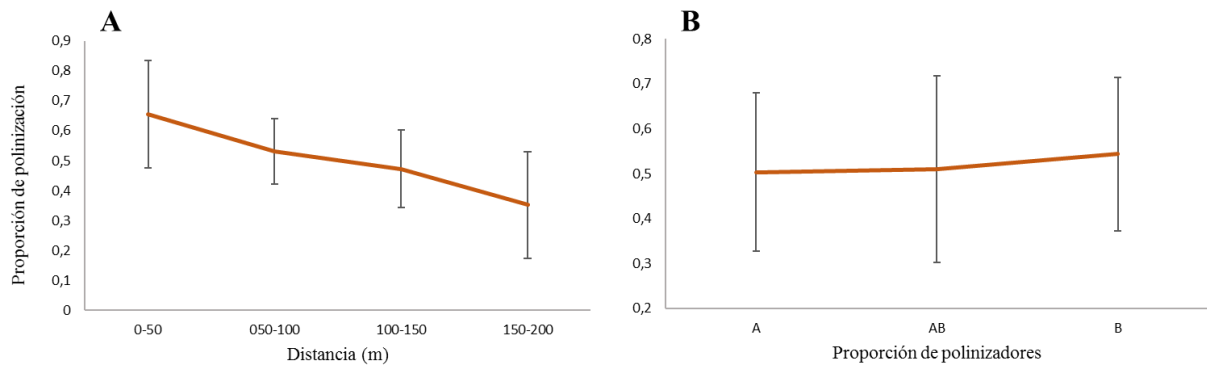 A
Proporción de polinización
0,9
0,8
0,7
0,6
0,5
0,4
0,3
0,2
0,1
0
0-50
050-100
100-150
150-200
Distancia (m)
B
0,8
0,7
0,6
0,5
0,4
0,3
0,2
A
AB
B
Proporción de polinizadores